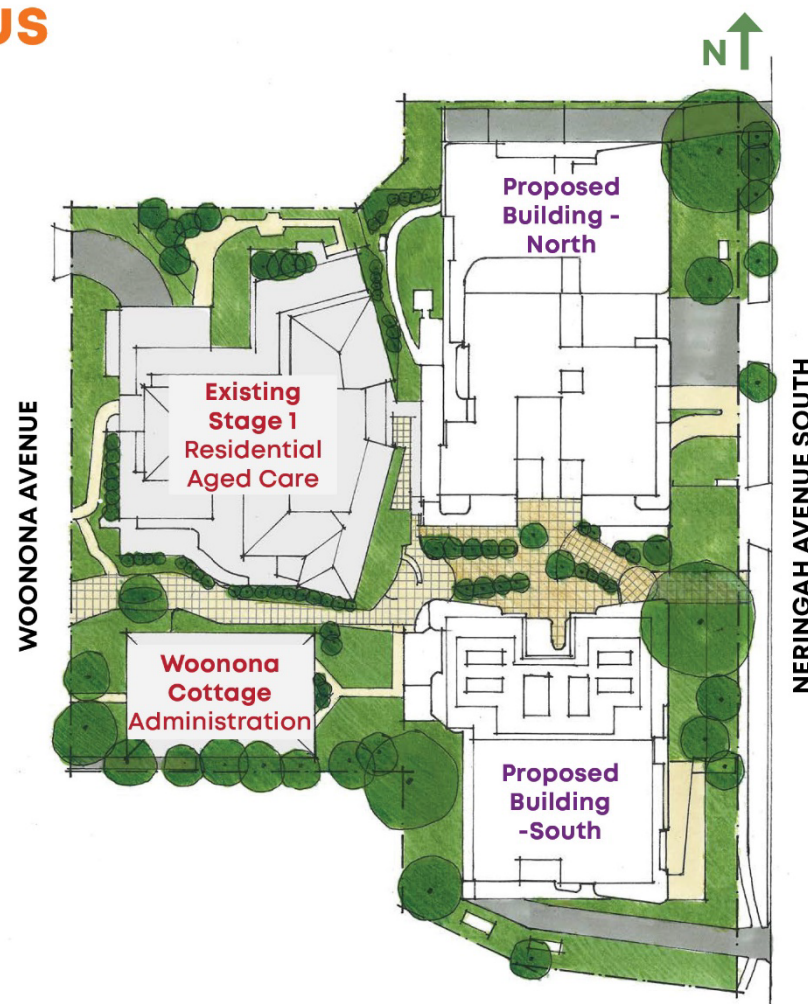 US
N
Proposed
Building -
North
Existing
Stage 1
Residential
Aged Care
WOONONA AVENUE
NERINGAH AVENUE SOUTH
Woonona
Cottage
Administration
Proposed
Building
-South